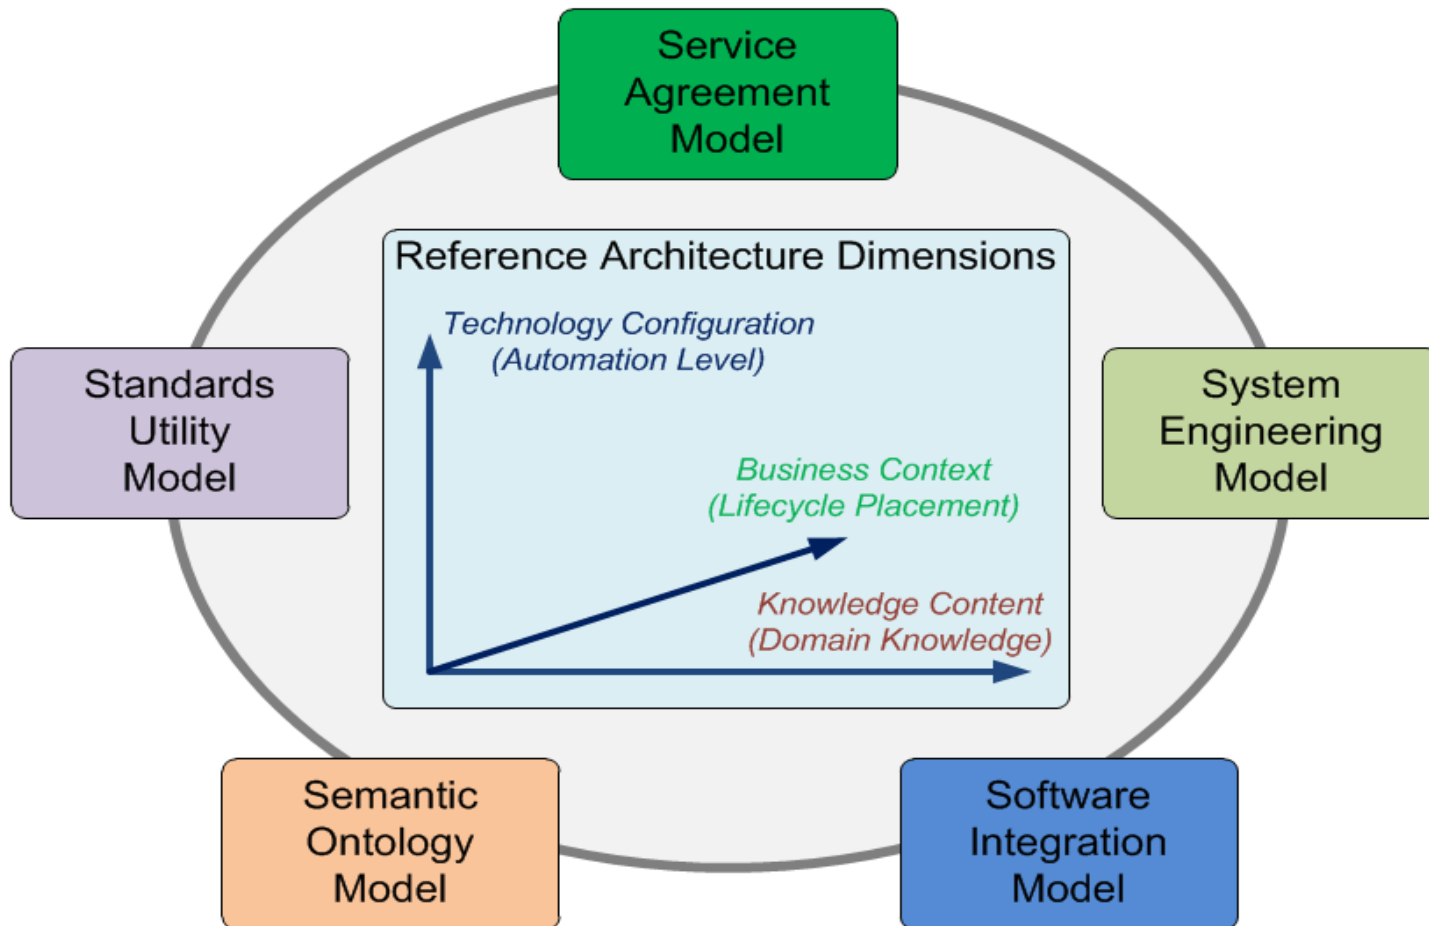 Service
Agreement
Model
Reference Architecture Dimensions
Technology Configuration
(Automation Level)
Standards
Utility
Model
System
Engineering
Model
Business Context
(Lifecycle Placement)
Knowledge Content
(Domain Knowledge)
Semantic
Ontology
Model
Software
Integration
Model